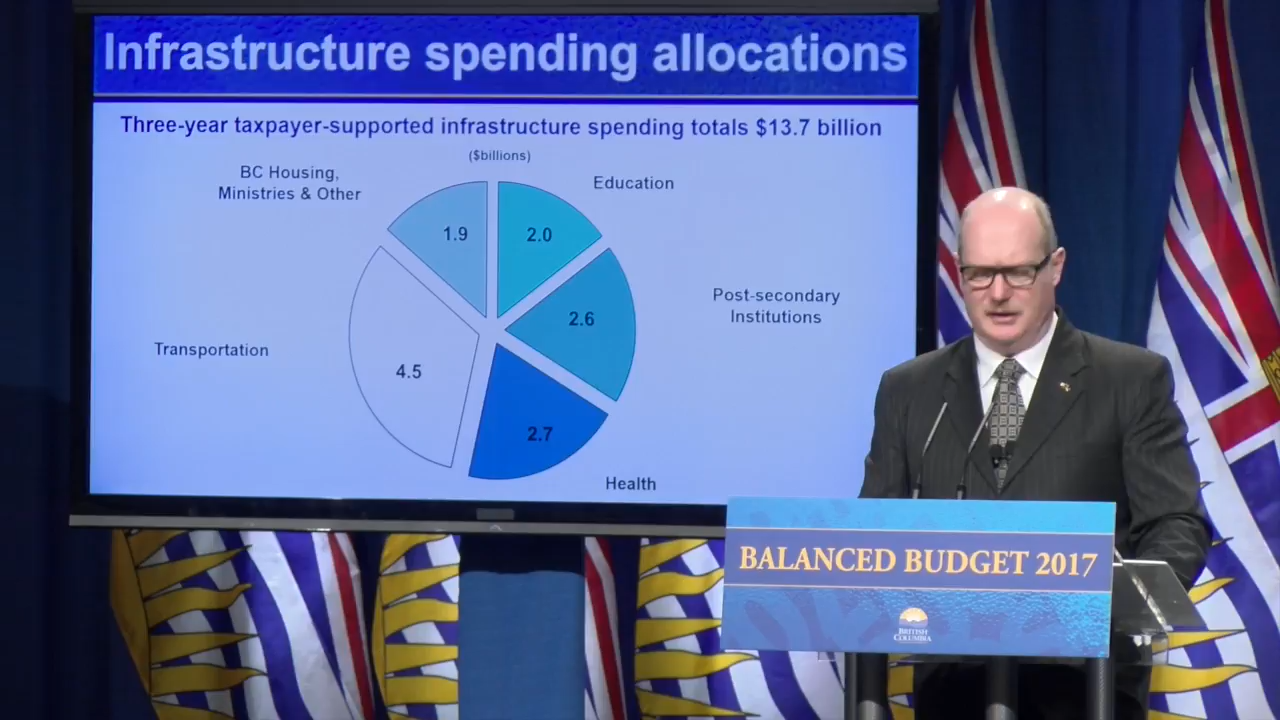 Infrastructure spending allocations
Three-year taxpayer-supported infrastructure spending totals $13.7 billion
($billions)
BC Housing,
Ministries & Other
Education
1.9
2.0
Post-secondary
Institutions
2.6
Transportation
4.5
2.7
Health
BALANCED BUDGET 2017
BRITISH
COLUMBIA